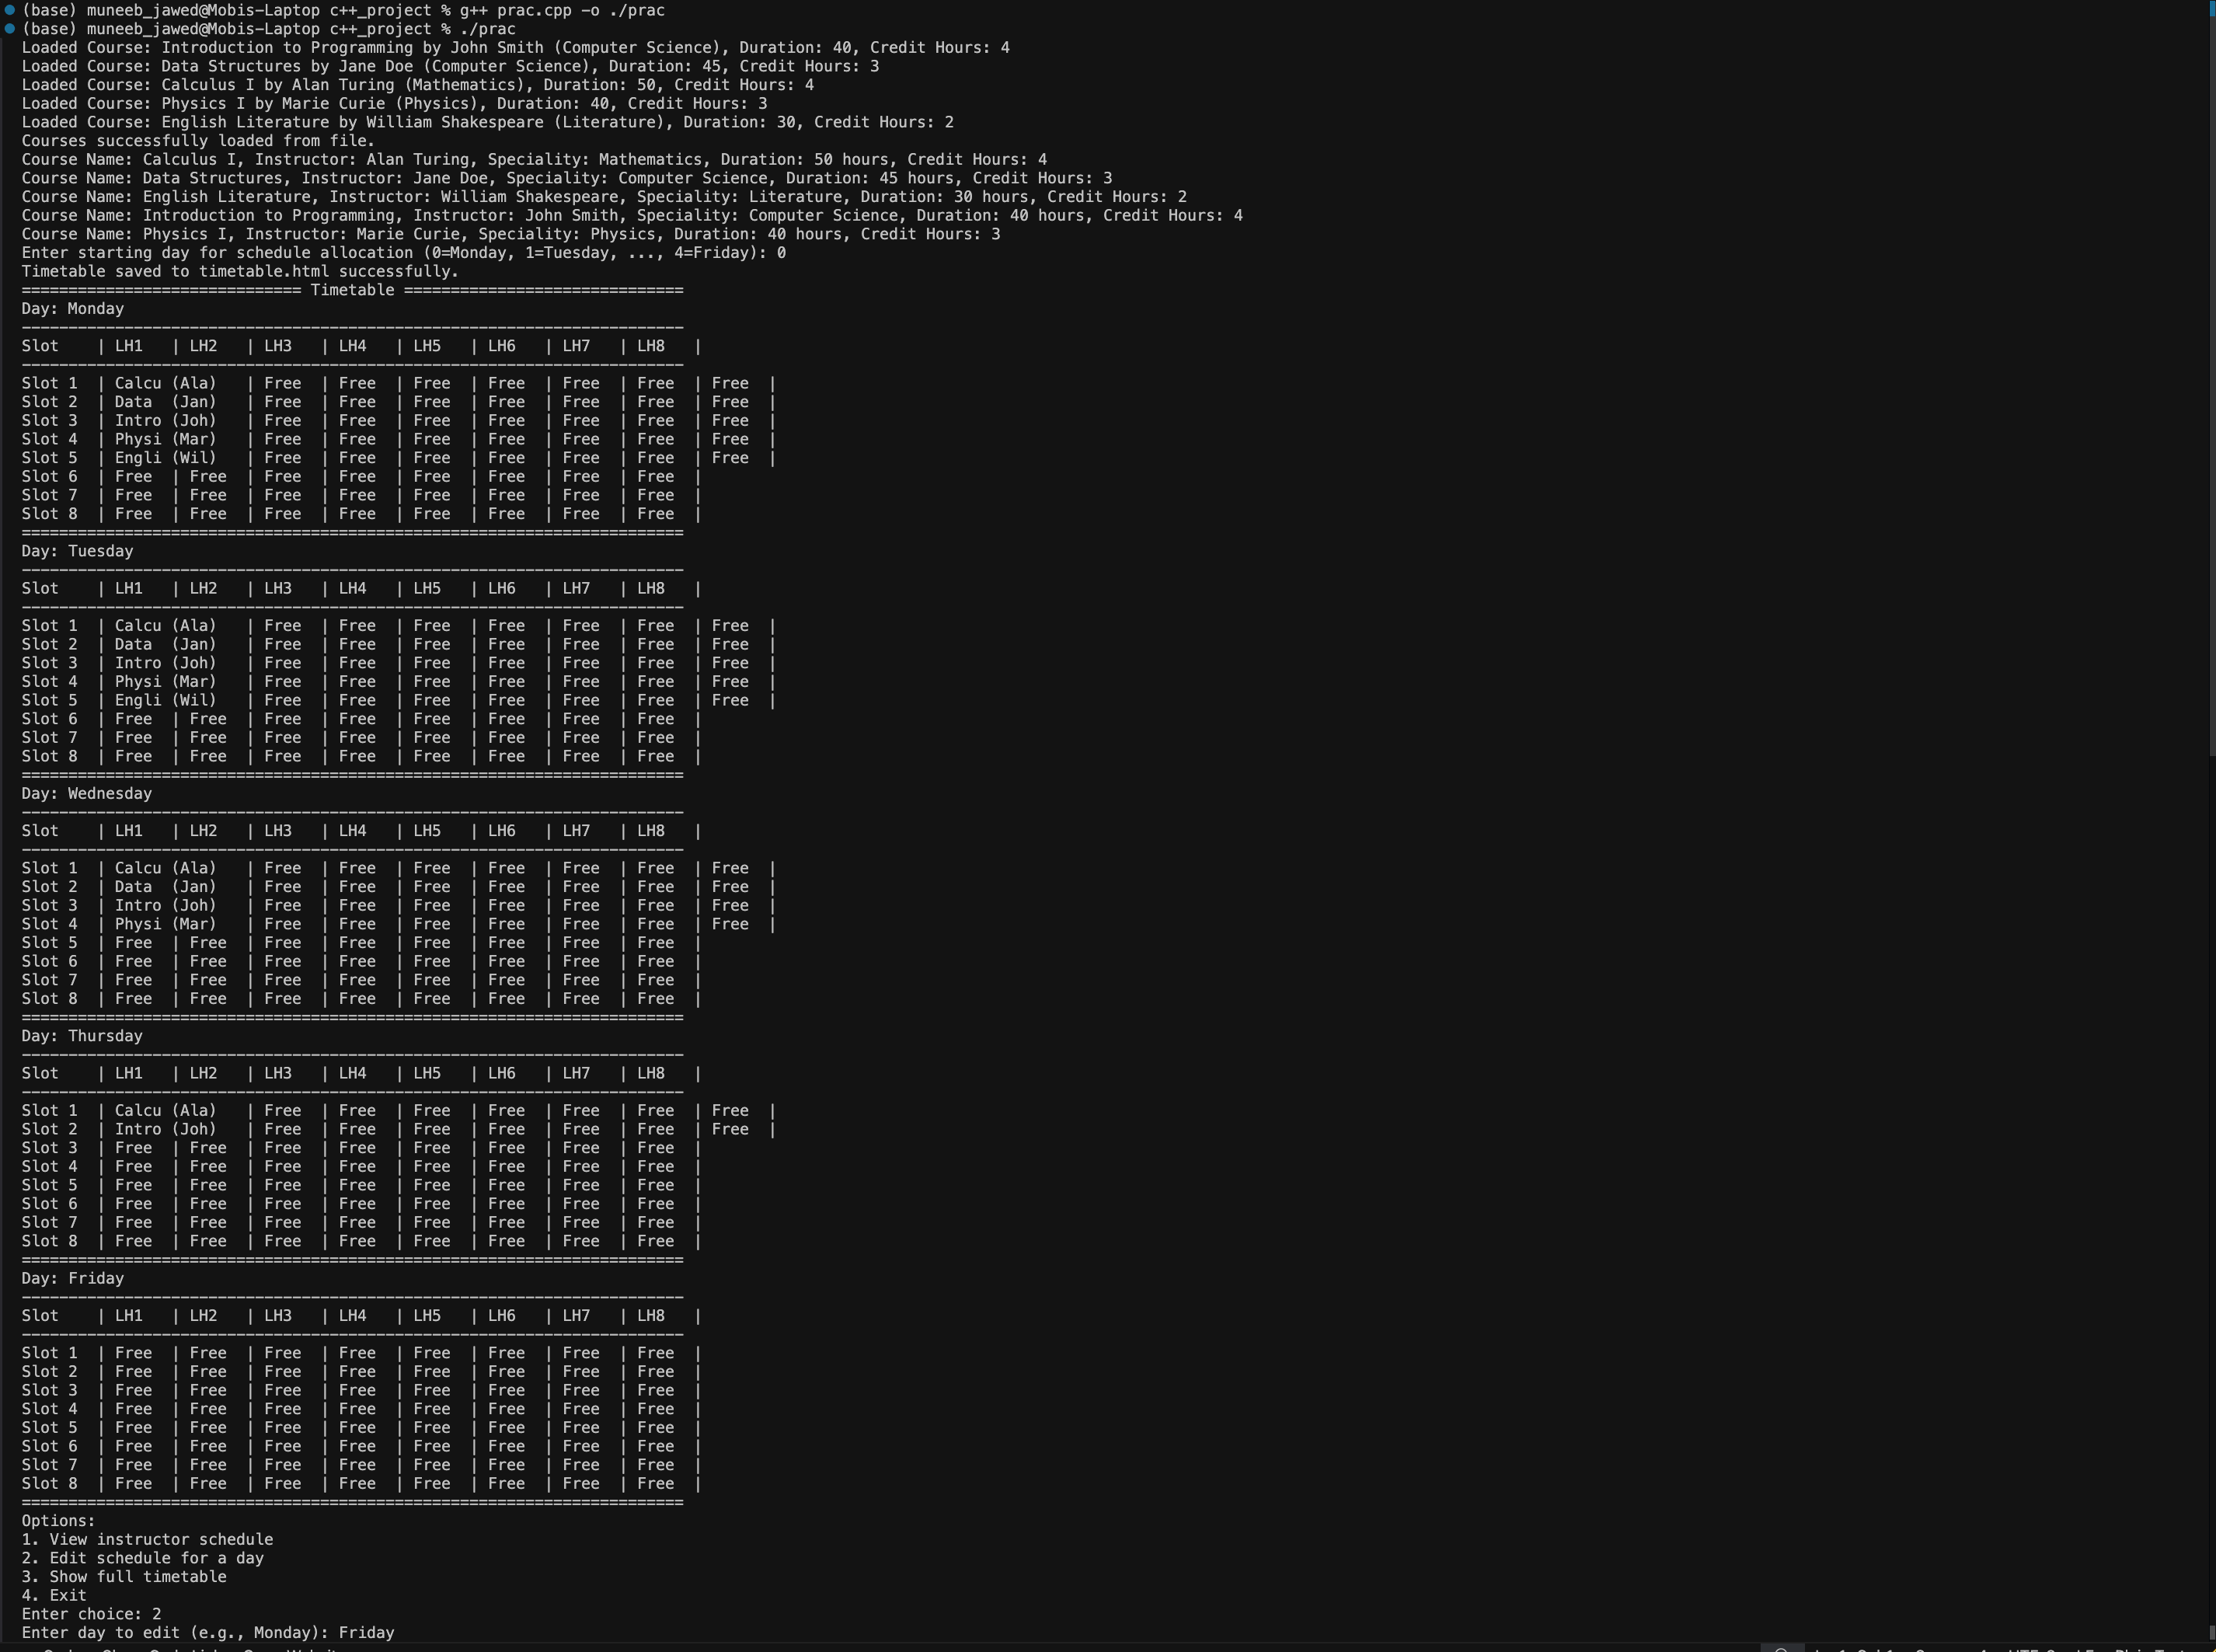 (base) muneeb_jawed@Mobis-Laptop c++_project % g++ prac.cpp -o ./prac
(base) muneeb_jawed@Mobis-Laptop c++_project % ./prac
Loaded Course: Introduction to Programming by John Smith (Computer Science), Duration: 40, Credit Hours: 4
Loaded Course: Data Structures by Jane Doe (Computer Science), Duration: 45, Credit Hours: 3
Loaded Course: Calculus I by Alan Turing (Mathematics), Duration: 50, Credit Hours: 4
Loaded Course: Physics I by Marie Curie (Physics), Duration: 40, Credit Hours: 3
Loaded Course: English Literature by William Shakespeare (Literature), Duration: 30, Credit Hours: 2
Courses successfully loaded from file.
Course Name: Calculus I, Instructor: Alan Turing, Speciality: Mathematics, Duration: 50 hours, Credit Hours: 4
Course Name: Data Structures, Instructor: Jane Doe, Speciality: Computer Science, Duration: 45 hours, Credit Hours: 3
Course Name: English Literature, Instructor: William Shakespeare, Speciality: Literature, Duration: 30 hours, Credit Hours: 2
Course Name: Introduction to Programming, Instructor: John Smith, Speciality: Computer Science, Duration: 40 hours, Credit Hours: 4
Course Name: Physics I, Instructor: Marie Curie, Speciality: Physics, Duration: 40 hours, Credit Hours: 3
Enter starting day for schedule allocation (0=Monday, 1=Tuesday, ..., 4=Friday): 0
Timetable saved to timetable.html successfully.
============================== Timetable ==============================
Day: Monday
-----------------------------------------------------------------------
Slot    | LH1   | LH2   | LH3   | LH4   | LH5   | LH6   | LH7   | LH8   |
-----------------------------------------------------------------------
Slot 1  | Calcu (Ala)   | Free  | Free  | Free  | Free  | Free  | Free  | Free  |
Slot 2  | Data  (Jan)   | Free  | Free  | Free  | Free  | Free  | Free  | Free  |
Slot 3  | Intro (Joh)   | Free  | Free  | Free  | Free  | Free  | Free  | Free  |
Slot 4  | Physi (Mar)   | Free  | Free  | Free  | Free  | Free  | Free  | Free  |
Slot 5  | Engli (Wil)   | Free  | Free  | Free  | Free  | Free  | Free  | Free  |
Slot 6  | Free  | Free  | Free  | Free  | Free  | Free  | Free  | Free  |
Slot 7  | Free  | Free  | Free  | Free  | Free  | Free  | Free  | Free  |
Slot 8  | Free  | Free  | Free  | Free  | Free  | Free  | Free  | Free  |
=======================================================================
Day: Tuesday
-----------------------------------------------------------------------
Slot    | LH1   | LH2   | LH3   | LH4   | LH5   | LH6   | LH7   | LH8   |
-----------------------------------------------------------------------
Slot 1  | Calcu (Ala)   | Free  | Free  | Free  | Free  | Free  | Free  | Free  |
Slot 2  | Data  (Jan)   | Free  | Free  | Free  | Free  | Free  | Free  | Free  |
Slot 3  | Intro (Joh)   | Free  | Free  | Free  | Free  | Free  | Free  | Free  |
Slot 4  | Physi (Mar)   | Free  | Free  | Free  | Free  | Free  | Free  | Free  |
Slot 5  | Engli (Wil)   | Free  | Free  | Free  | Free  | Free  | Free  | Free  |
Slot 6  | Free  | Free  | Free  | Free  | Free  | Free  | Free  | Free  |
Slot 7  | Free  | Free  | Free  | Free  | Free  | Free  | Free  | Free  |
Slot 8  | Free  | Free  | Free  | Free  | Free  | Free  | Free  | Free  |
=======================================================================
Day: Wednesday
-----------------------------------------------------------------------
Slot    | LH1   | LH2   | LH3   | LH4   | LH5   | LH6   | LH7   | LH8   |
-----------------------------------------------------------------------
Slot 1  | Calcu (Ala)   | Free  | Free  | Free  | Free  | Free  | Free  | Free  |
Slot 2  | Data  (Jan)   | Free  | Free  | Free  | Free  | Free  | Free  | Free  |
Slot 3  | Intro (Joh)   | Free  | Free  | Free  | Free  | Free  | Free  | Free  |
Slot 4  | Physi (Mar)   | Free  | Free  | Free  | Free  | Free  | Free  | Free  |
Slot 5  | Free  | Free  | Free  | Free  | Free  | Free  | Free  | Free  |
Slot 6  | Free  | Free  | Free  | Free  | Free  | Free  | Free  | Free  |
Slot 7  | Free  | Free  | Free  | Free  | Free  | Free  | Free  | Free  |
Slot 8  | Free  | Free  | Free  | Free  | Free  | Free  | Free  | Free  |
=======================================================================
Day: Thursday
-----------------------------------------------------------------------
Slot    | LH1   | LH2   | LH3   | LH4   | LH5   | LH6   | LH7   | LH8   |
-----------------------------------------------------------------------
Slot 1  | Calcu (Ala)   | Free  | Free  | Free  | Free  | Free  | Free  | Free  |
Slot 2  | Intro (Joh)   | Free  | Free  | Free  | Free  | Free  | Free  | Free  |
Slot 3  | Free  | Free  | Free  | Free  | Free  | Free  | Free  | Free  |
Slot 4  | Free  | Free  | Free  | Free  | Free  | Free  | Free  | Free  |
Slot 5  | Free  | Free  | Free  | Free  | Free  | Free  | Free  | Free  |
Slot 6  | Free  | Free  | Free  | Free  | Free  | Free  | Free  | Free  |
Slot 7  | Free  | Free  | Free  | Free  | Free  | Free  | Free  | Free  |
Slot 8  | Free  | Free  | Free  | Free  | Free  | Free  | Free  | Free  |
=======================================================================
Day: Friday
-----------------------------------------------------------------------
Slot    | LH1   | LH2   | LH3   | LH4   | LH5   | LH6   | LH7   | LH8   |
-----------------------------------------------------------------------
Slot 1  | Free  | Free  | Free  | Free  | Free  | Free  | Free  | Free  |
Slot 2  | Free  | Free  | Free  | Free  | Free  | Free  | Free  | Free  |
Slot 3  | Free  | Free  | Free  | Free  | Free  | Free  | Free  | Free  |
Slot 4  | Free  | Free  | Free  | Free  | Free  | Free  | Free  | Free  |
Slot 5  | Free  | Free  | Free  | Free  | Free  | Free  | Free  | Free  |
Slot 6  | Free  | Free  | Free  | Free  | Free  | Free  | Free  | Free  |
Slot 7  | Free  | Free  | Free  | Free  | Free  | Free  | Free  | Free  |
Slot 8  | Free  | Free  | Free  | Free  | Free  | Free  | Free  | Free  |
=======================================================================
Options:
1. View instructor schedule
2. Edit schedule for a day
3. Show full timetable
4. Exit
Enter choice: 2
Enter day to edit (e.g., Monday): Friday